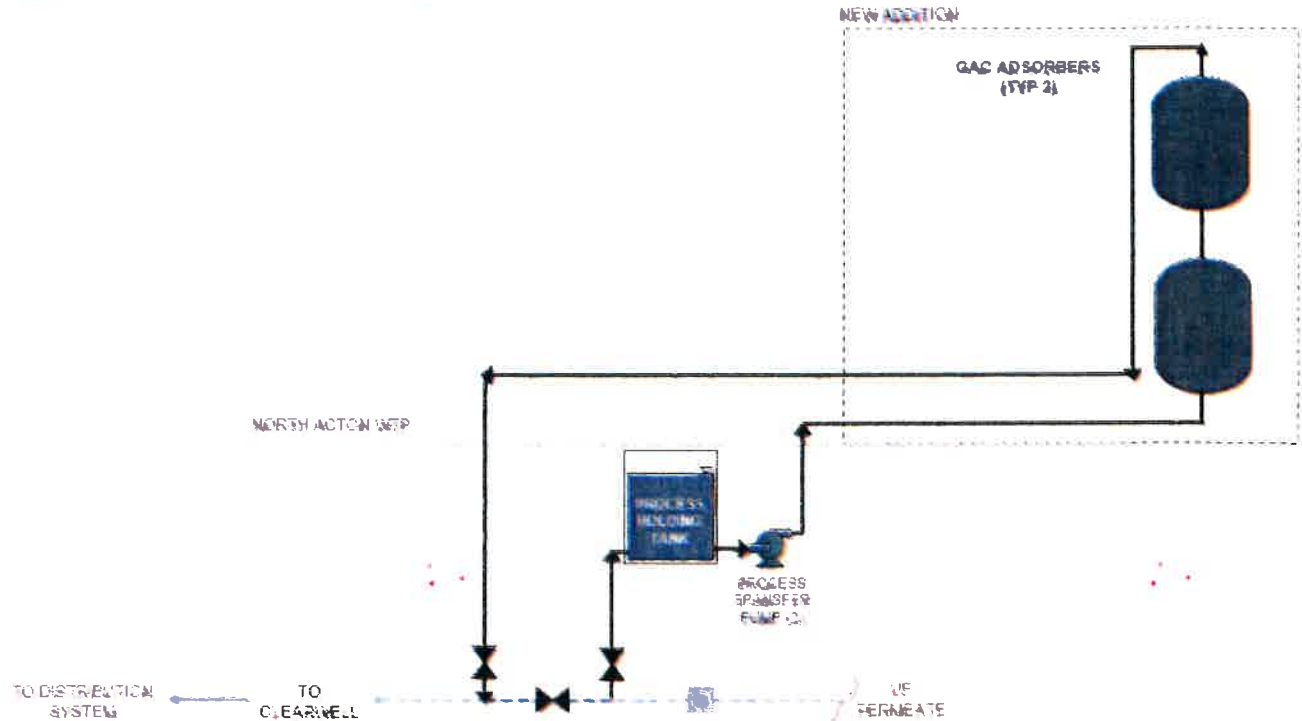 NEW ADDITION
GAC ADSORBERS
(TYP 2)
NORTH ACTON WTP
PROCESS
HOLDING
TANK
PROCESS
TRANSFER
PUMP
TO DISTRIBUTION
SYSTEM
TO
CLEARWELL
UF
PERMEATE